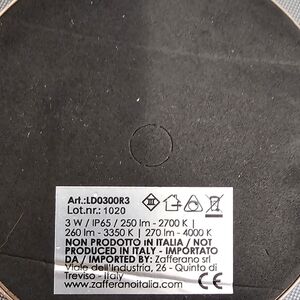 Art.:LD0300R3
Lot.nr.: 1020
3 W / IP65 / 250 lm - 2700 K |
260 lm - 3350 K | 270 lm - 4000 K
NON PRODOTTO IN ITALIA / NOT
PRODUCED IN ITALY - IMPORTATO
DA / IMPORTED BY: Zafferano srl
Viale dell'Industria, 26 - Quinto di
Treviso - Italy
www.zafferanoitalia.com